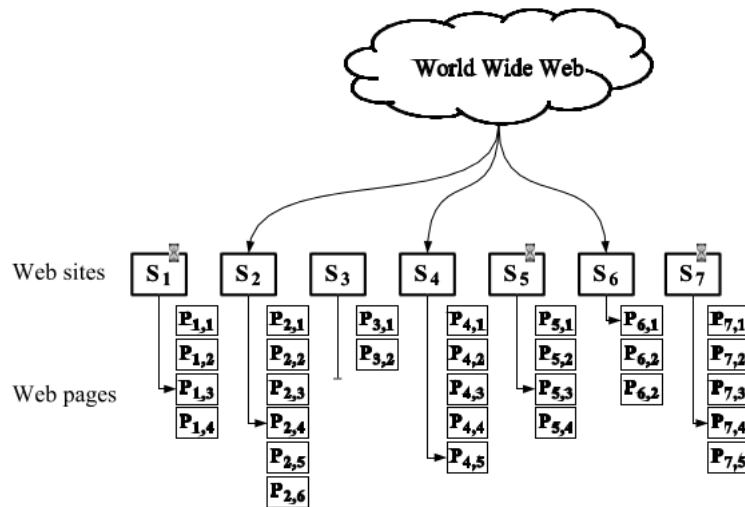 World Wide Web
Web sites
S1 S2 S3 S4 S5 S6 S7
P1,1 P2,1 P3,1 P4,1 P5,1 P6,1 P7,1
P1,2 P2,2 P3,2 P4,2 P5,2 P6,2 P7,2
Web pages
P1,3 P2,3 P4,3 P5,3 P6,2 P7,3
P1,4 P2,4 P4,4 P5,4 P7,4
P2,5 P4,5 P7,5
P2,6